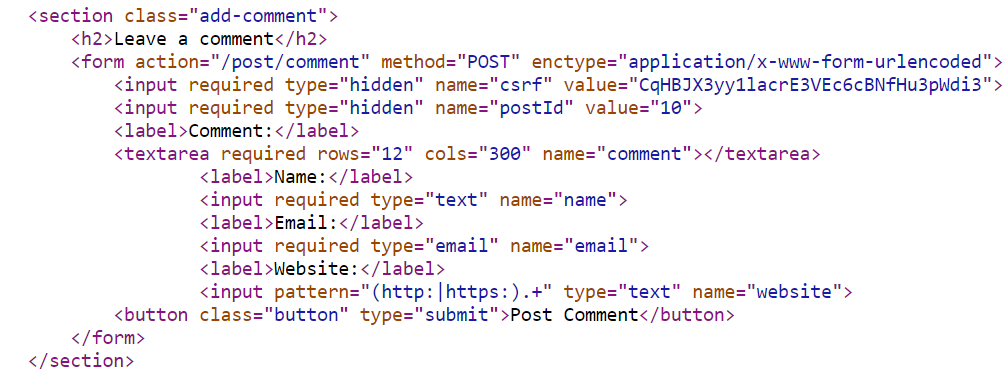 <section class="add-comment">
<h2>Leave a comment</h2>
<form action="/post/comment" method="POST" enctype="application/x-www-form-urlencoded">
<input required type="hidden" name="csrf" value="CqHBJX3yy1lacrE3VEc6cBNfHu3pWdi3">
<input required type="hidden" name="postId" value="10">
<label>Comment:</label>
<textarea required rows="12" cols="300" name="comment"></textarea>
<label>Name:</label>
<input required type="text" name="name">
<label>Email:</label>
<input required type="email" name="email">
<label>Website:</label>
<input pattern="(http:|https:).+" type="text" name="website">
<button class="button" type="submit">Post Comment</button>
</form>
</section>